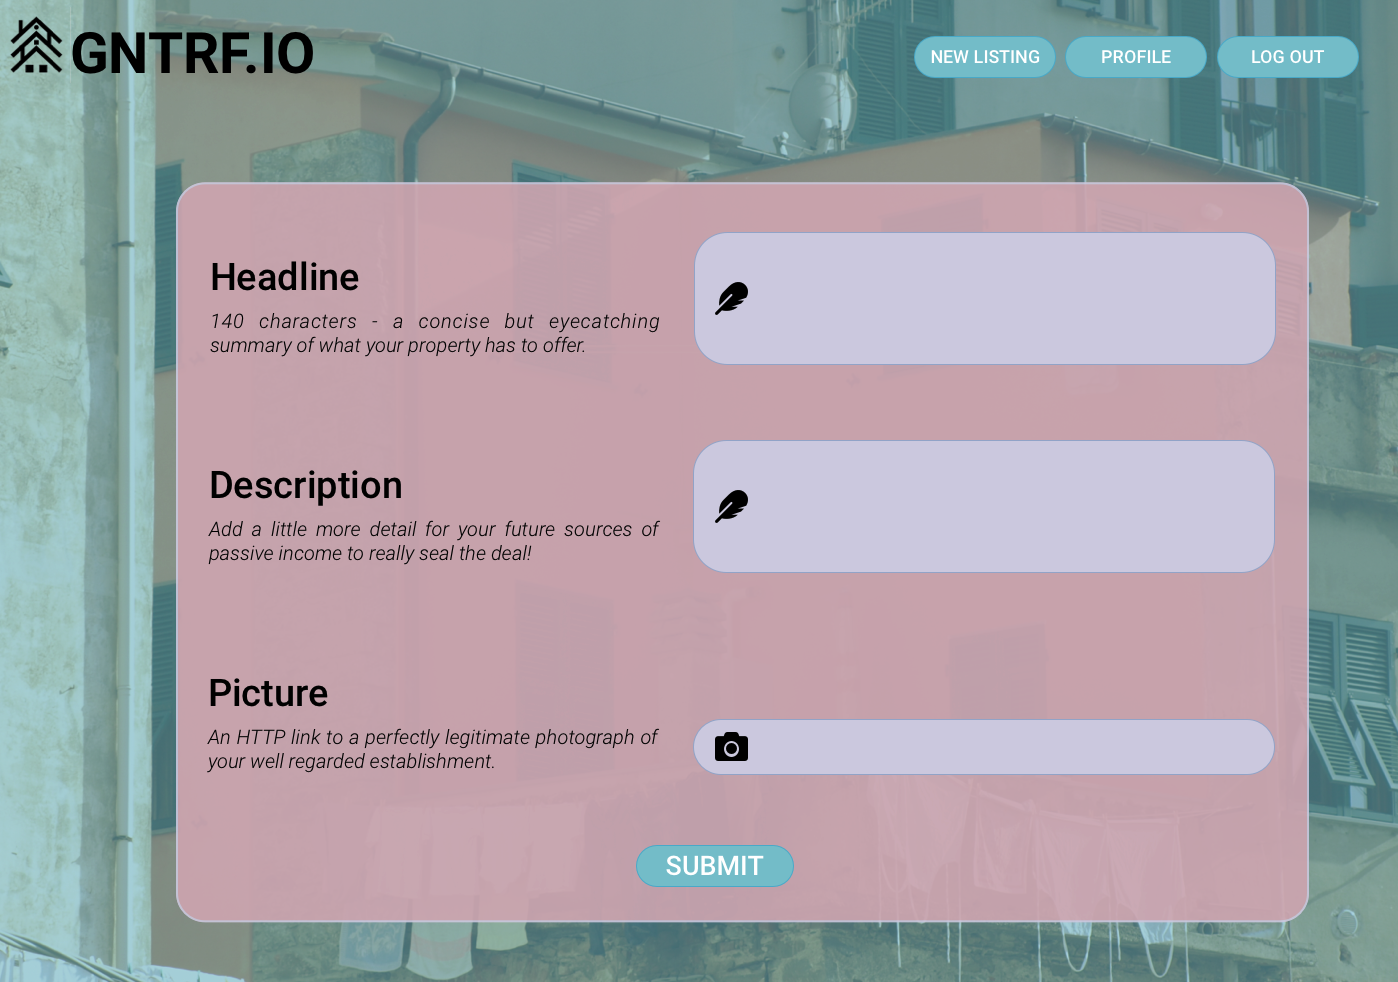 GNTRF.IO
NEW LISTING
PROFILE
LOG OUT
Headline
140 characters - a concise but eyecatching
summary of what your property has to offer.
Description
Add a little more detail for your future sources of
passive income to really seal the deal!
Picture
An HTTP link to a perfectly legitimate photograph of
your well regarded establishment.
SUBMIT